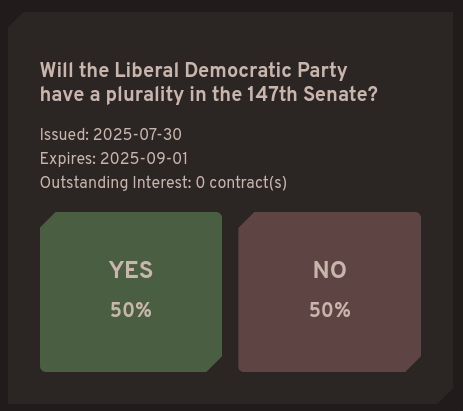 Will the Liberal Democratic Party
have a plurality in the 147th Senate?
Issued: 2025-07-30
Expires: 2025-09-01
Outstanding Interest: 0 contract(s)
YES
50%
NO
50%